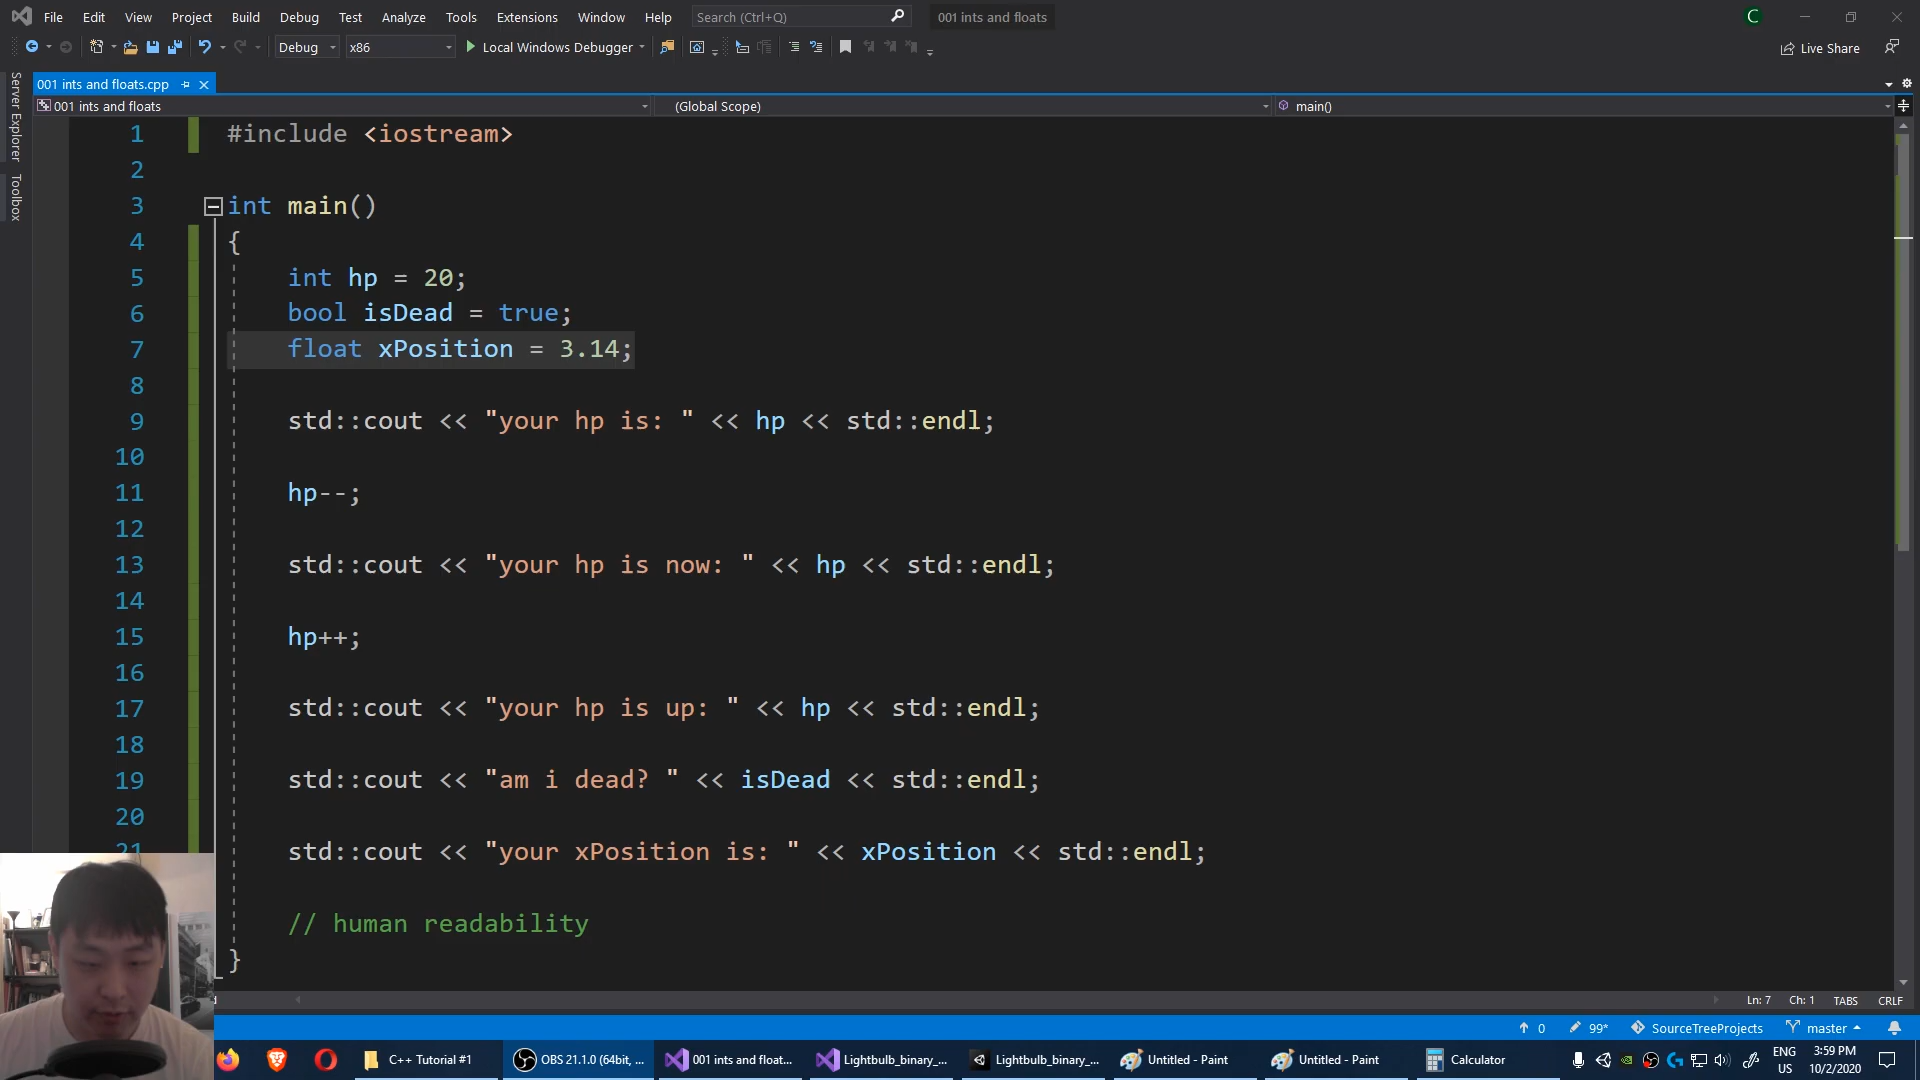 File Edit View Project Build Debug Test Analyze Tools Extensions Window Help Search (Ctrl+Q) 001 ints and floats C
Debug x86 Local Windows Debugger Live Share
Server Explorer
Toolbox
001 ints and floats.cpp
001 ints and floats (Global Scope) main()
1 #include <iostream>
2
3 int main()
4 {
5 int hp = 20;
6 bool isDead = true;
7 float xPosition = 3.14;
8
9 std::cout << "your hp is: " << hp << std::endl;
10
11 hp--;
12
13 std::cout << "your hp is now: " << hp << std::endl;
14
15 hp++;
16
17 std::cout << "your hp is up: " << hp << std::endl;
18
19 std::cout << "am i dead? " << isDead << std::endl;
20
21 std::cout << "your xPosition is: " << xPosition << std::endl;
// human readability
}
Ln: 7 Ch: 1 TABS CRLF
0 99* SourceTreeProjects master
C++ Tutorial #1 OBS 21.1.0 (64bit, ... 001 ints and float... Lightbulb_binary_... Lightbulb_binary_... Untitled - Paint Untitled - Paint Calculator
ENG US
3:59 PM
10/2/2020